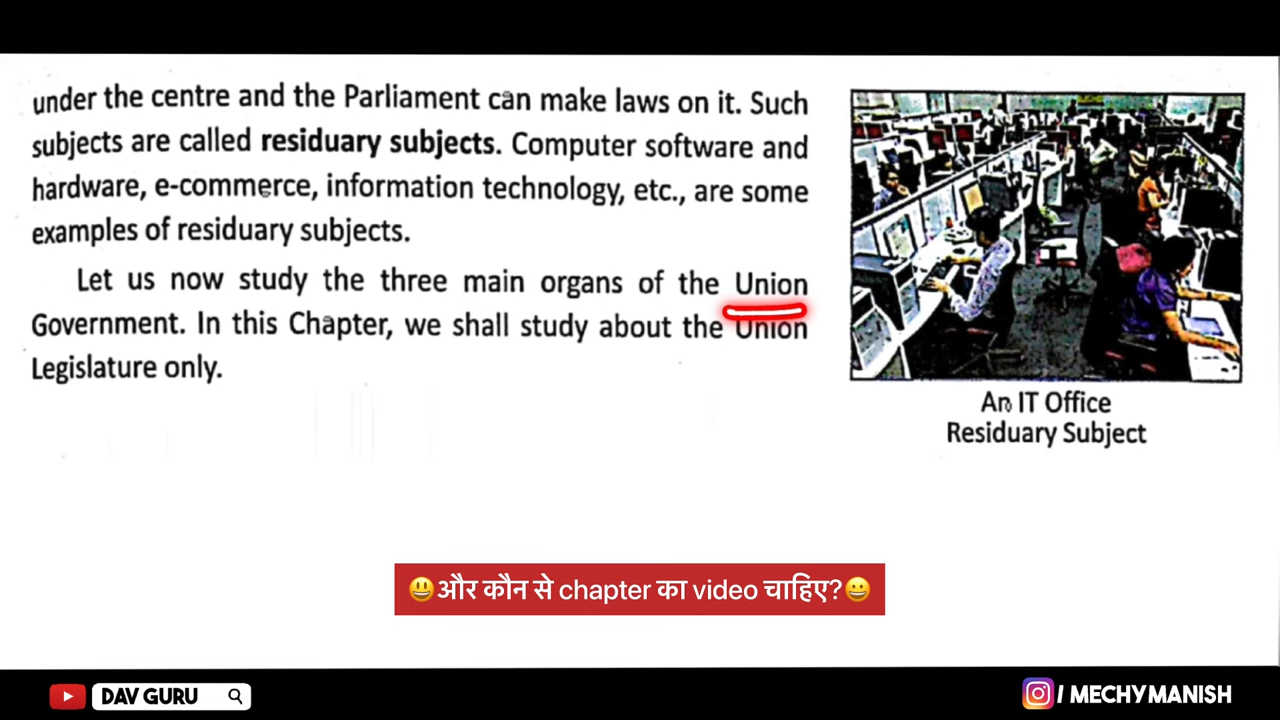 under the centre and the Parliament can make laws on it. Such
subjects are called residuary subjects. Computer software and
hardware, e-commerce, information technology, etc., are some
examples of residuary subjects.
Let us now study the three main organs of the Union
Government. In this Chapter, we shall study about the Union
Legislature only.
An IT Office
Residuary Subject
😃और कौन से chapter का video चाहिए?😀
DAV GURU
/ MECHYMANISH